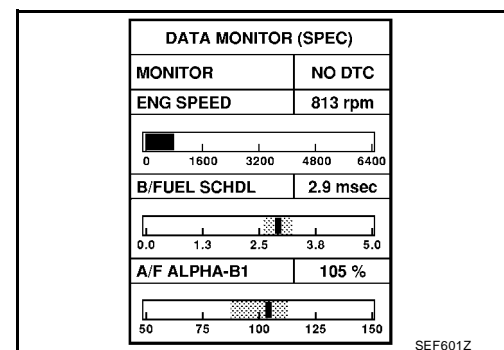 DATA MONITOR (SPEC)
MONITOR NO DTC
ENG SPEED 813 rpm
0 1600 3200 4800 6400
B/FUEL SCHDL 2.9 msec
0.0 1.3 2.5 3.8 5.0
A/F ALPHA-B1 105 %
50 75 100 125 150
SEF601Z